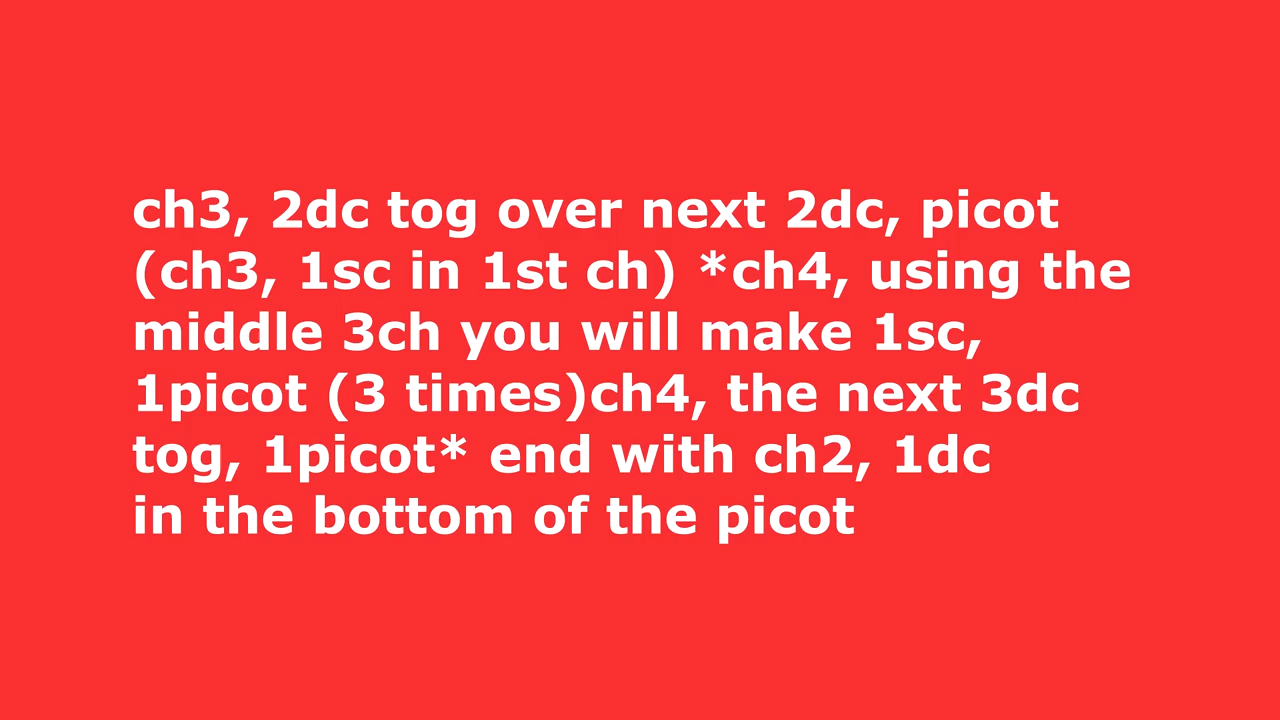 ch3, 2dc tog over next 2dc, picot
(ch3, 1sc in 1st ch) *ch4, using the
middle 3ch you will make 1sc,
1picot (3 times)ch4, the next 3dc
tog, 1picot* end with ch2, 1dc
in the bottom of the picot